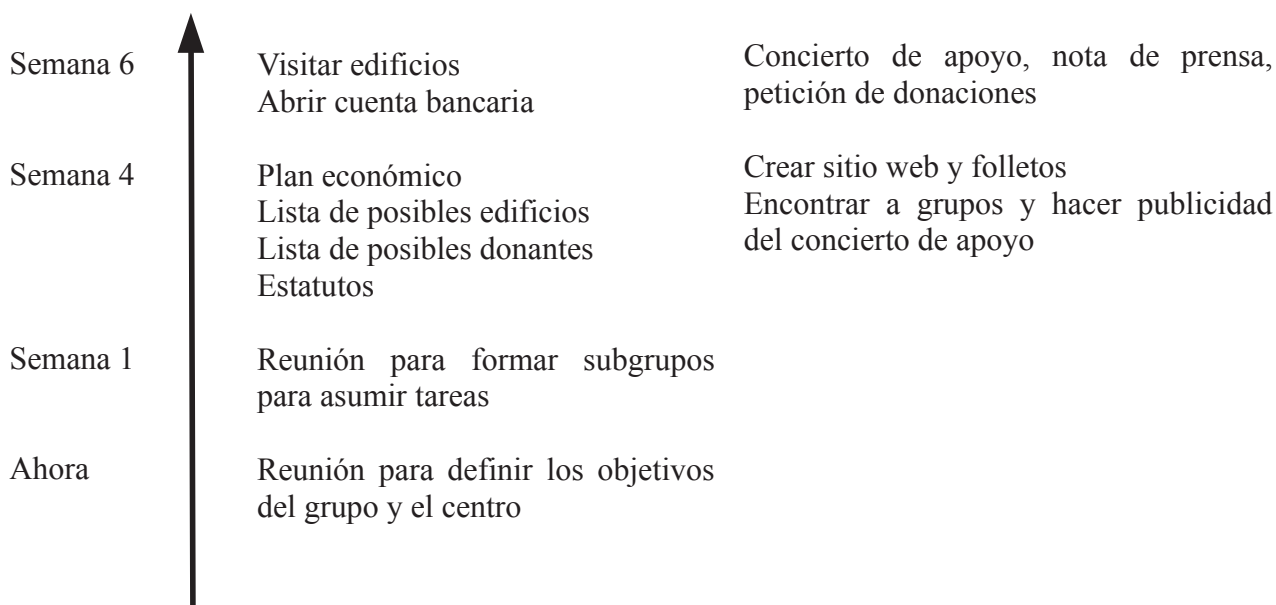 Semana 6
Visitar edificios
Abrir cuenta bancaria
Concierto de apoyo, nota de prensa,
petición de donaciones
Semana 4
Plan económico
Lista de posibles edificios
Lista de posibles donantes
Estatutos
Crear sitio web y folletos
Encontrar a grupos y hacer publicidad
del concierto de apoyo
Semana 1
Reunión para formar subgrupos
para asumir tareas
Ahora
Reunión para definir los objetivos
del grupo y el centro